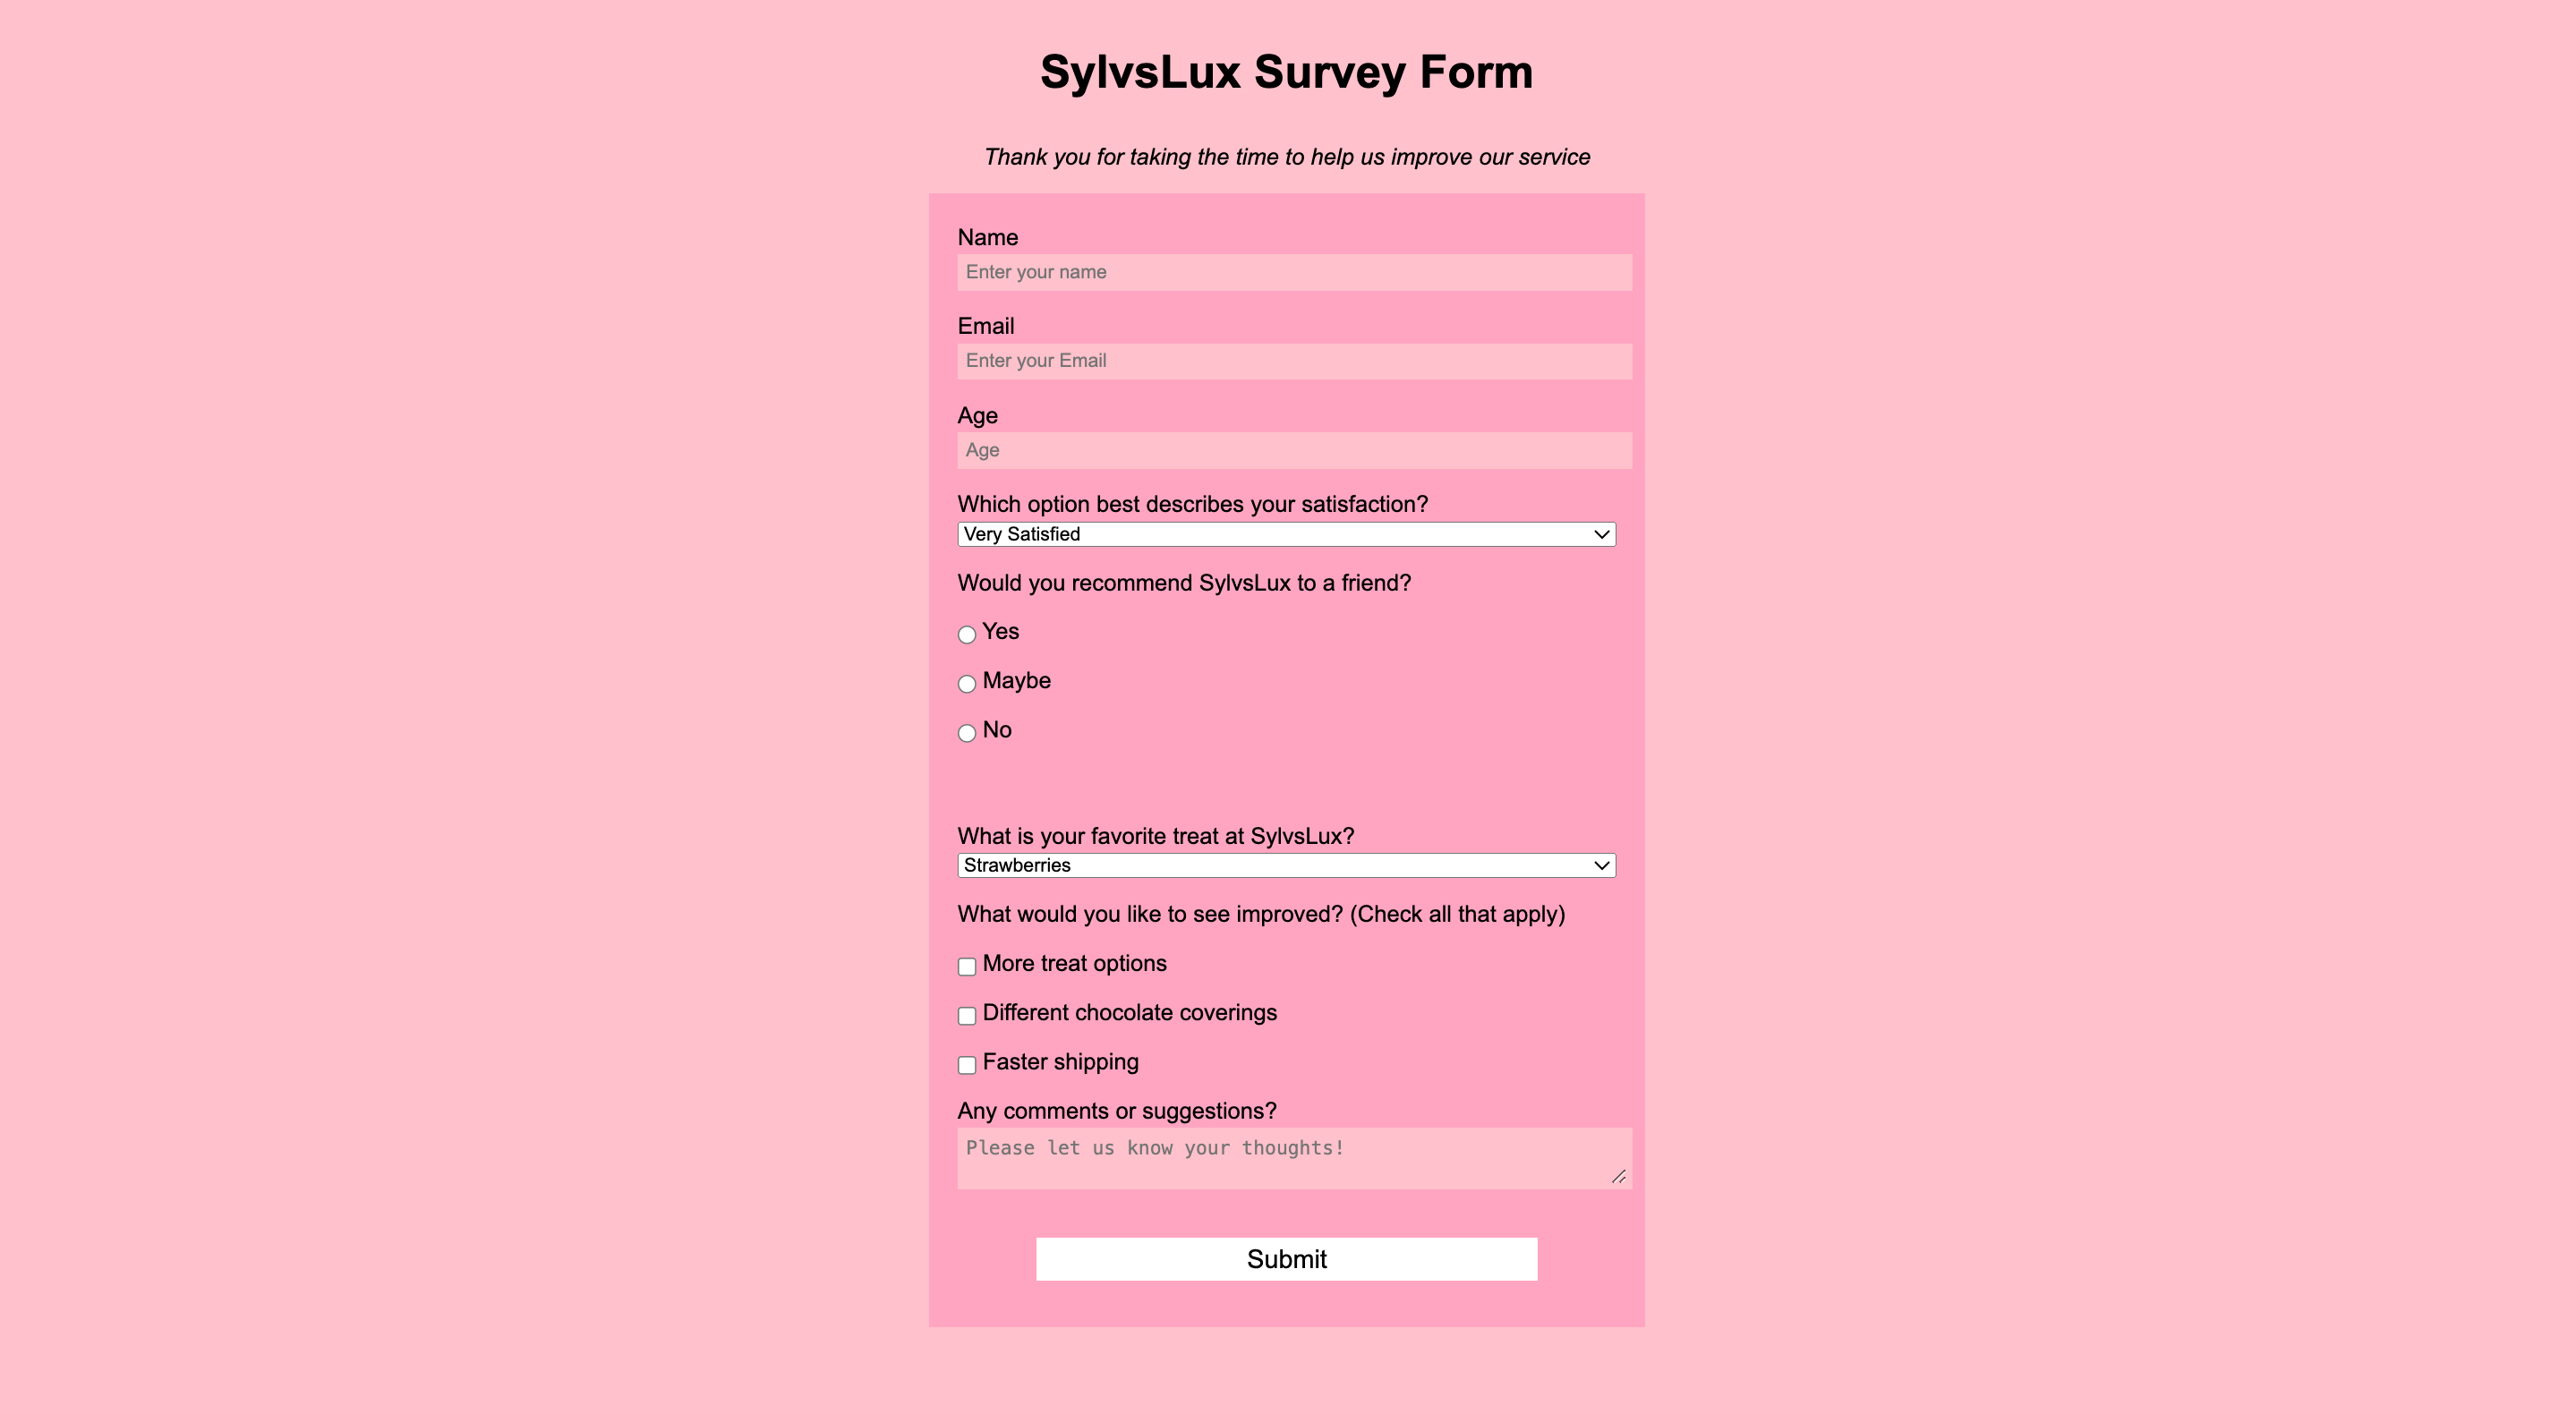 SylvsLux Survey Form
Thank you for taking the time to help us improve our service
Name
Enter your name
Email
Enter your Email
Age
Age
Which option best describes your satisfaction?
Very Satisfied
Would you recommend SylvsLux to a friend?
Yes
Maybe
No
What is your favorite treat at SylvsLux?
Strawberries
What would you like to see improved? (Check all that apply)
More treat options
Different chocolate coverings
Faster shipping
Any comments or suggestions?
Please let us know your thoughts!
Submit